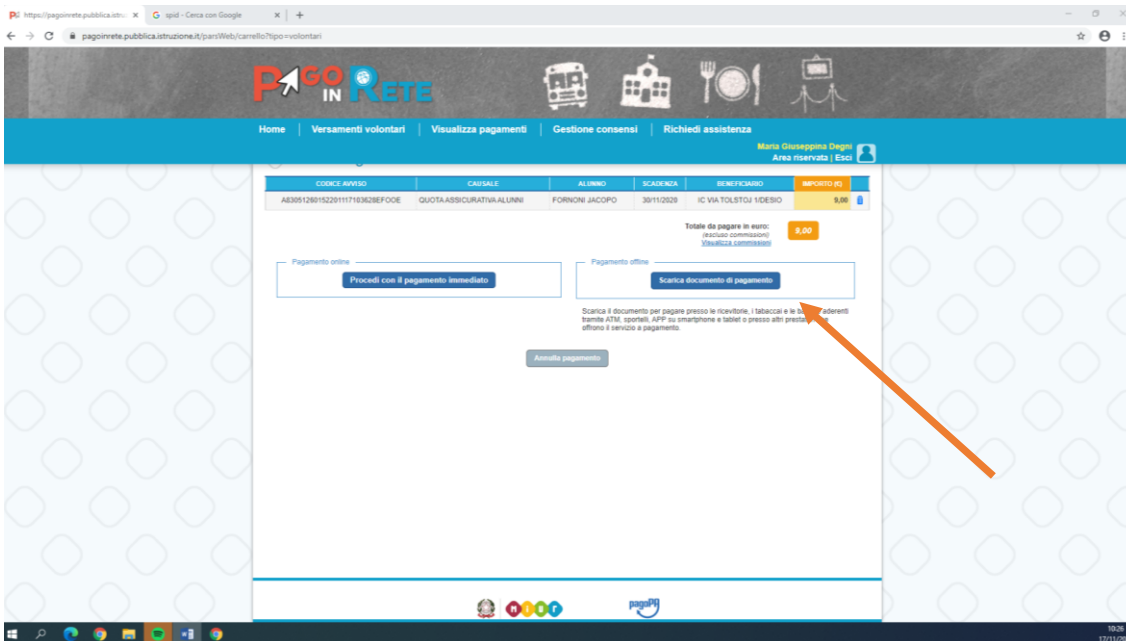 https://pagoinrete.pubblica.istru
spid - Cerca con Google
pagoinrete.pubblica.istruzione.it/parsWeb/carrello?tipo=volontari
PAGO IN RETE
Home | Versamenti volontari | Visualizza pagamenti | Gestione consensi | Richiedi assistenza
Maria Giuseppina Degni
Area riservata | Esci
CODICE AVVISO CAUSALE ALUNNO SCADENZA BENEFICIARIO IMPORTO (€)
QUOTA ASSICURATIVA ALUNNI FORNONI JACOPO 30/11/2020 IC VIA TOLSTOJ 1/DESIO 9,00
Totale da pagare in euro:
(escluso commissioni)
Visualizza commissioni
9,00
Pagamento online
Procedi con il pagamento immediato
Pagamento offline
Scarica documento di pagamento
Scarica il documento per pagare presso le ricevitorie, i tabaccai e le
tramite ATM, sportelli, APP su smartphone e tablet o presso altri
offrono il servizio a pagamento.
Annulla pagamento
miur
pagoPA
10:26